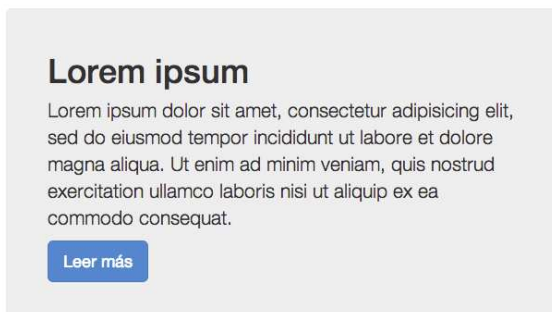 Lorem ipsum
Lorem ipsum dolor sit amet, consectetur adipisicing elit,
sed do eiusmod tempor incididunt ut labore et dolore
magna aliqua. Ut enim ad minim veniam, quis nostrud
exercitation ullamco laboris nisi ut aliquip ex ea
commodo consequat.
Leer más